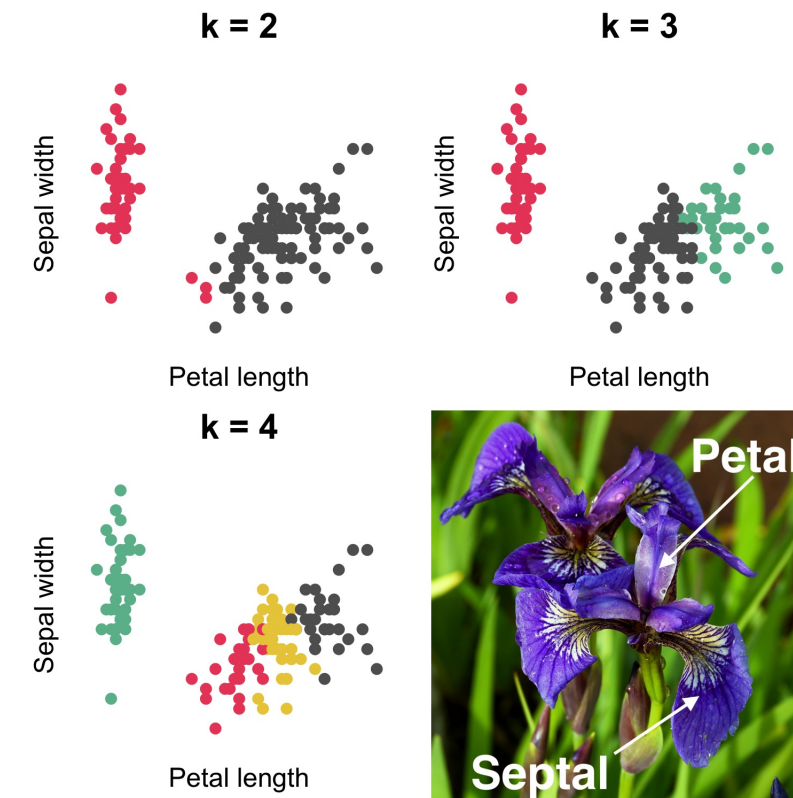 k = 2
k = 3
Sepal width
Sepal width
Petal length
Petal length
k = 4
Sepal width
Petal length
Petal
Septal